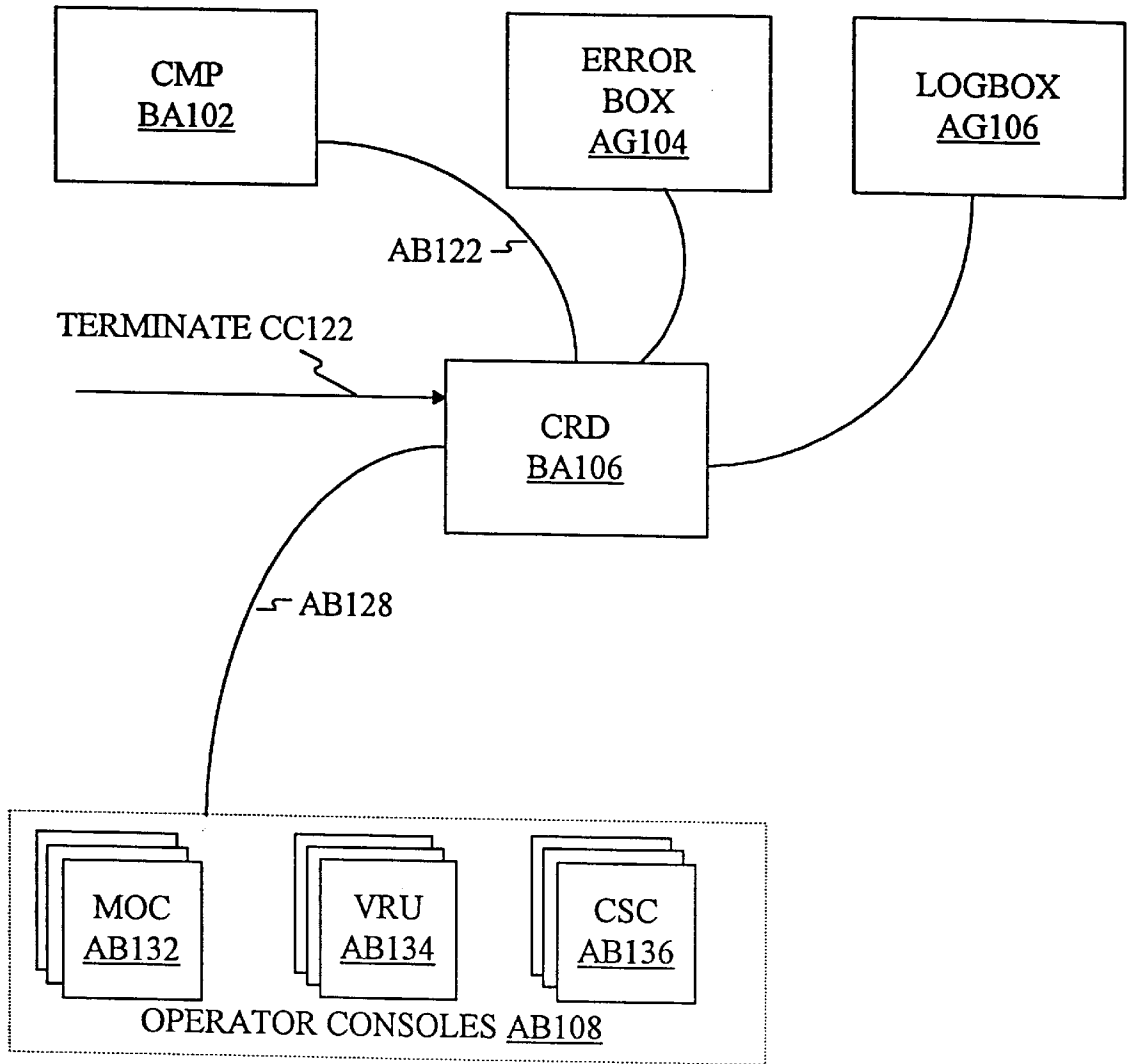 CMP
BA102
ERROR
BOX
AG104
LOGBOX
AG106
AB122
TERMINATE CC122
CRD
BA106
AB128
MOC
AB132
VRU
AB134
CSC
AB136
OPERATOR CONSOLES AB108